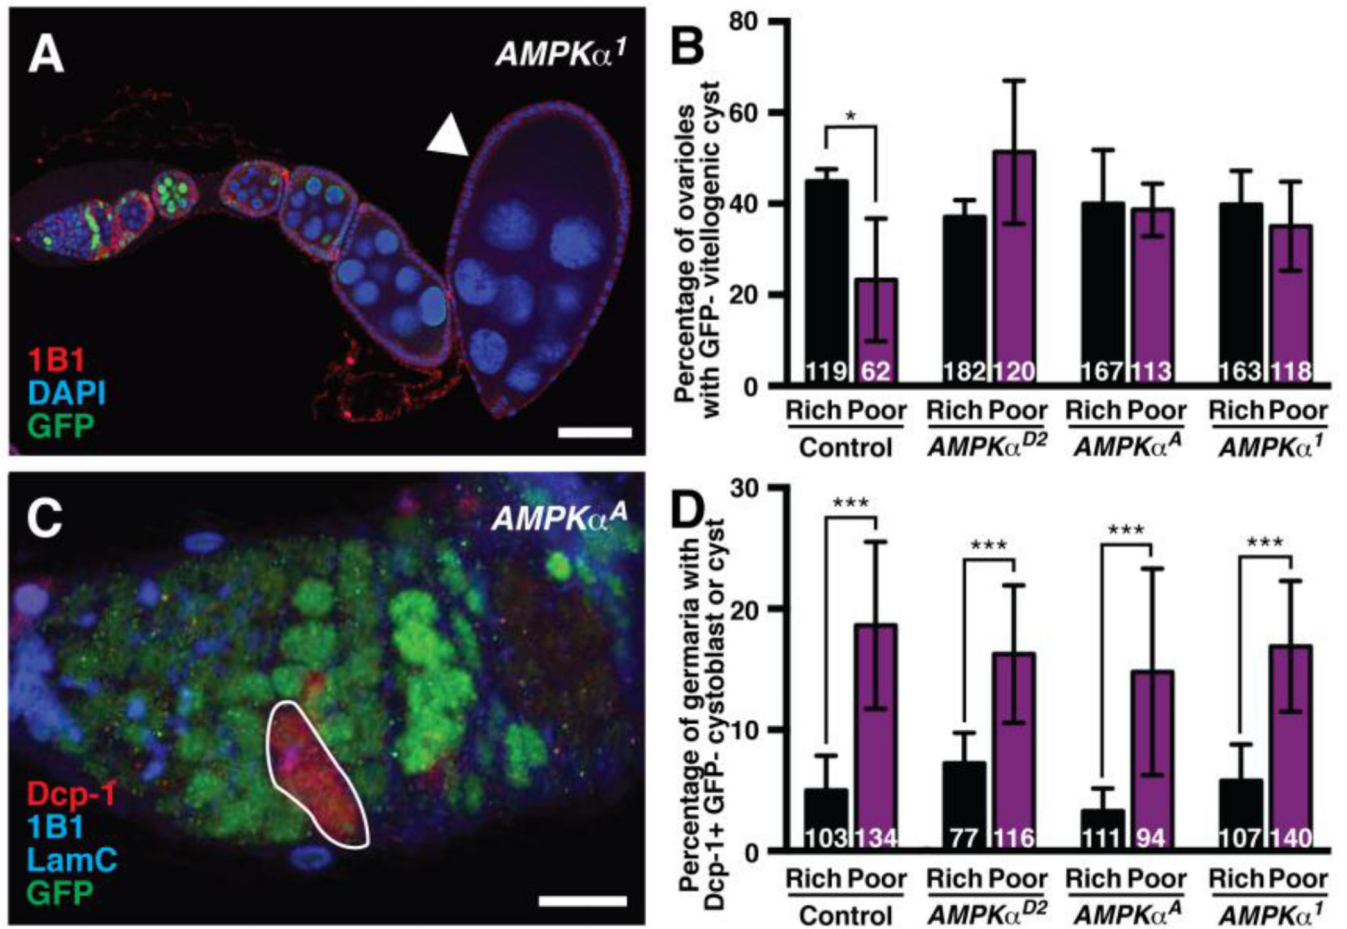 A
AMPKα1
1B1
DAPI
GFP
B
Percentage of ovarioles
with GFP- vitellogenic cyst
80
60
40
20
0
*
119 62 182 120 167 113 163 118
Rich Poor Rich Poor Rich Poor Rich Poor
Control AMPKαD2 AMPKαA AMPKα1
C
AMPKαA
Dcp-1
1B1
LamC
GFP
D
Percentage of germaria with
Dcp-1+ GFP- cystoblast or cyst
30
20
10
0
*** *** *** ***
103 134 77 116 111 94 107 140
Rich Poor Rich Poor Rich Poor Rich Poor
Control AMPKαD2 AMPKαA AMPKα1